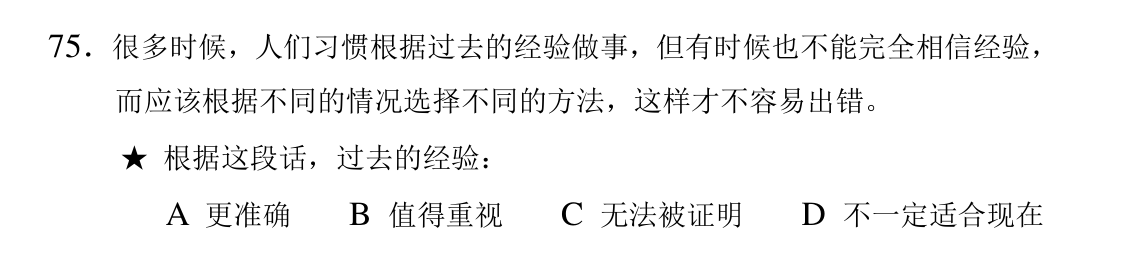 75．很多时候，人们习惯根据过去的经验做事，但有时候也不能完全相信经验，
而应该根据不同的情况选择不同的方法，这样才不容易出错。
★ 根据这段话，过去的经验：
A 更准确 B 值得重视 C 无法被证明 D 不一定适合现在